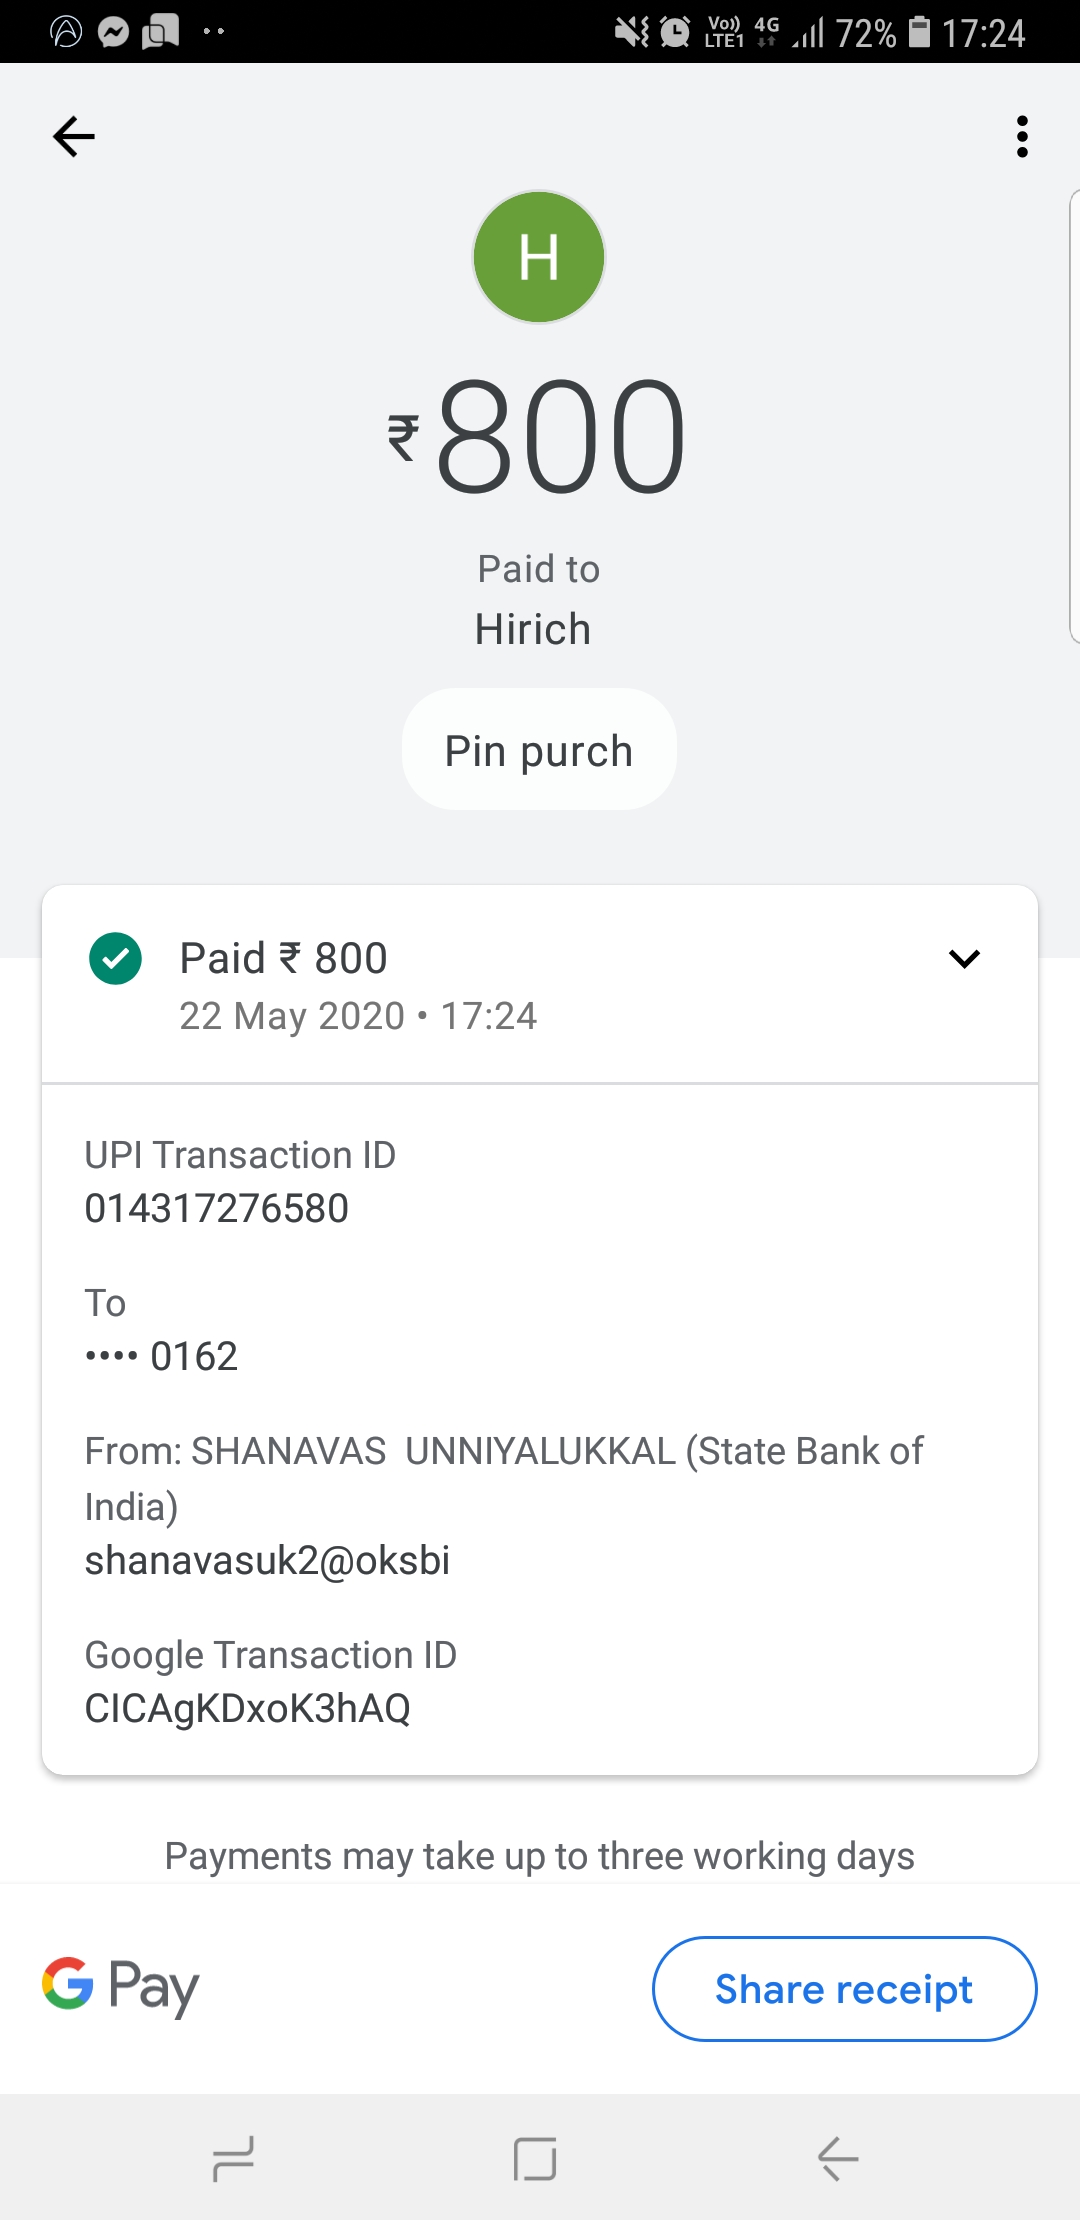 Vo)) LTE1 4G 72% 17:24
H
₹800
Paid to
Hirich
Pin purch
Paid ₹ 800
22 May 2020 • 17:24
UPI Transaction ID
014317276580
To
•••• 0162
From: SHANAVAS  UNNIYALUKKAL (State Bank of
India)
shanavasuk2@oksbi
Google Transaction ID
CICAgKDxoK3hAQ
Payments may take up to three working days
G Pay
Share receipt